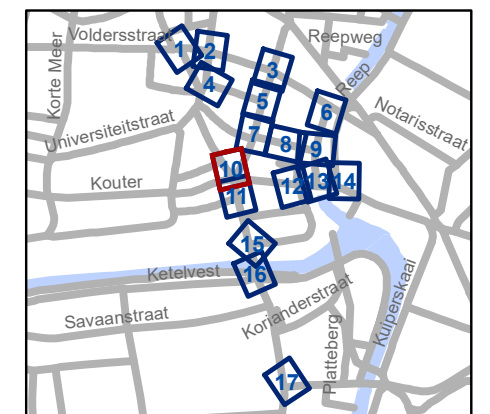 Voldersstraat
Reepweg
Korte Meer
1
2
3
4
Reep
5
6
Notarisstraat
Universiteitstraat
7
8
9
10
Kouter
11
12
13
14
15
Ketelvest
16
Korianderstraat
Kuiperskaai
Savaanstraat
Platteberg
17